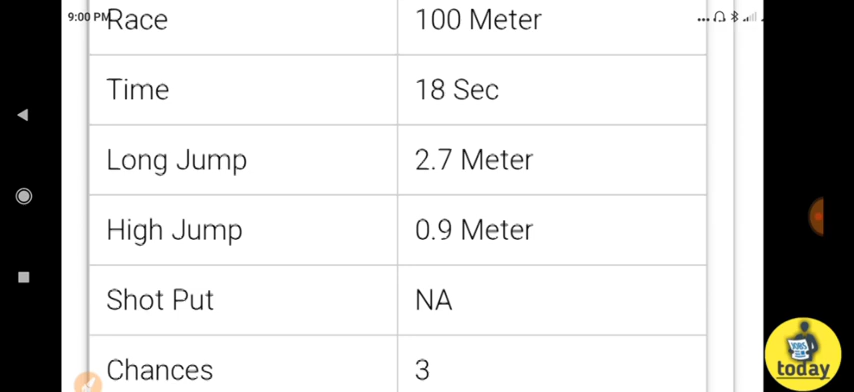 9:00 PM
Race 100 Meter
Time 18 Sec
Long Jump 2.7 Meter
High Jump 0.9 Meter
Shot Put NA
Chances 3
JOBS
today